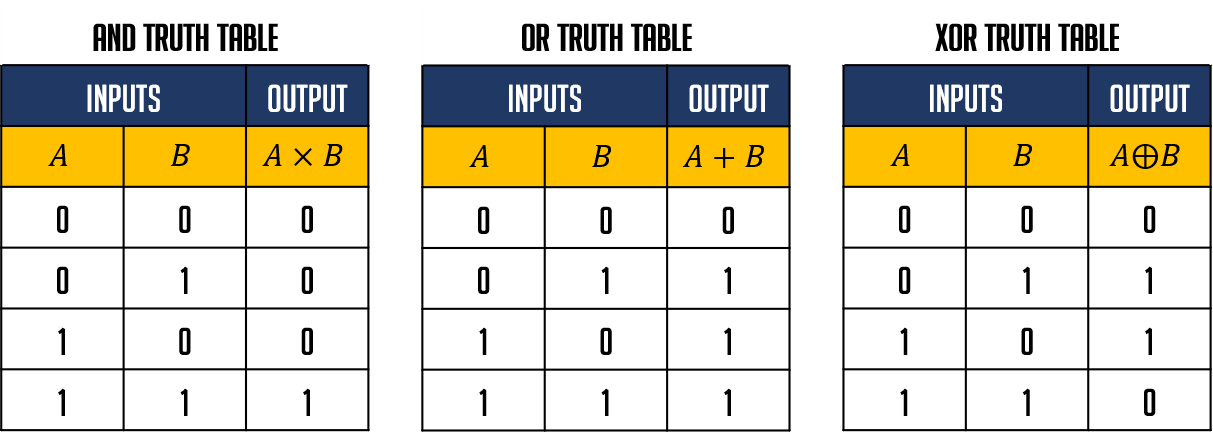 AND TRUTH TABLE OR TRUTH TABLE XOR TRUTH TABLE
INPUTS OUTPUT INPUTS OUTPUT INPUTS OUTPUT
A B A × B A B A + B A B A⊕B
0 0 0 0 0 0 0 0 0
0 1 0 0 1 1 0 1 1
1 0 0 1 0 1 1 0 1
1 1 1 1 1 1 1 1 0